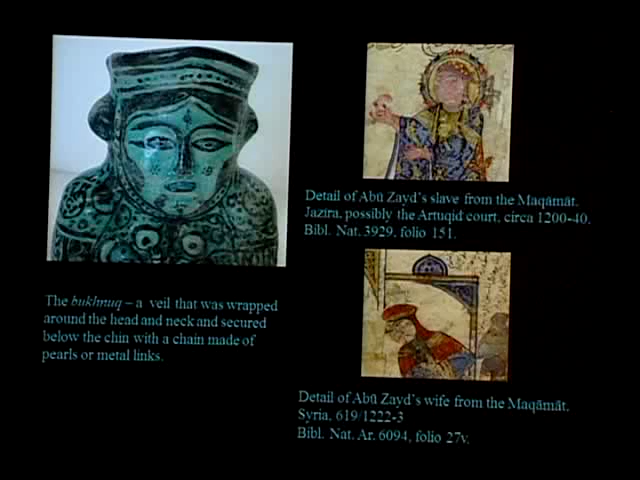 The bukhnuq – a veil that was wrapped
around the head and neck and secured
below the chin with a chain made of
pearls or metal links.
Detail of Abū Zayd's slave from the Maqāmāt.
Jazīra, possibly the Artuqid court, circa 1200-40.
Bibl. Nat. 3929, folio 151.
Detail of Abū Zayd's wife from the Maqāmāt.
Syria, 619/1222-3
Bibl. Nat. Ar. 6094, folio 27v.